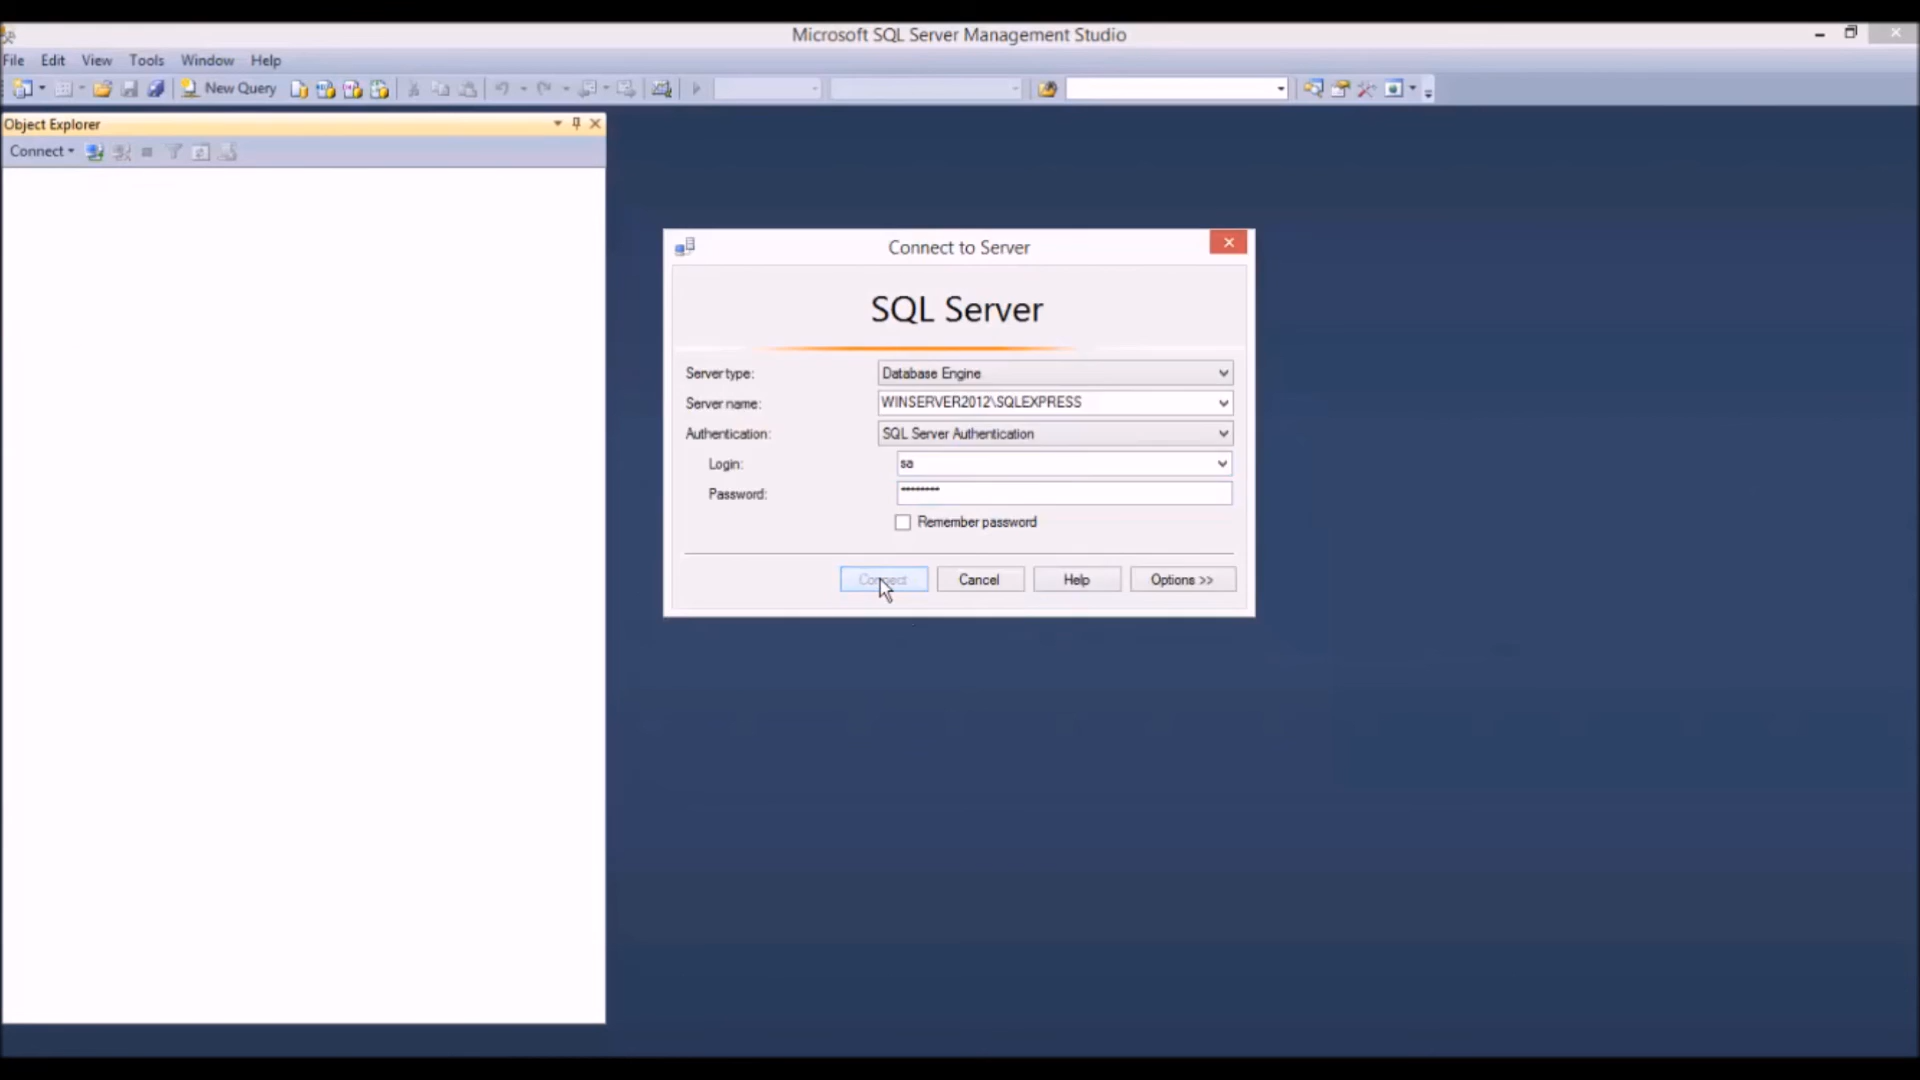 Microsoft SQL Server Management Studio
File Edit View Tools Window Help
New Query
Object Explorer
Connect
Connect to Server
SQL Server
Server type: Database Engine
Server name: WINSERVER2012\SQLEXPRESS
Authentication: SQL Server Authentication
Login: sa
Password: ********
Remember password
Connect Cancel Help Options >>